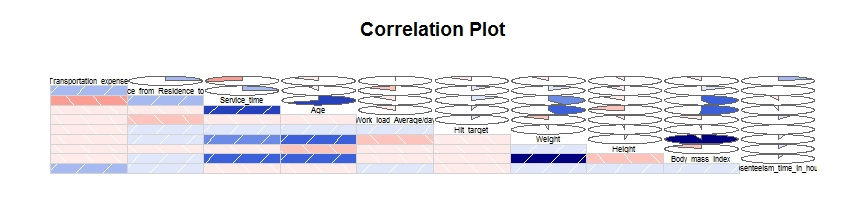 Correlation Plot
Transportation expense
ce from Residence to
Service_time
Age
Work load Average/da
Hit target
Weight
Height
Body mass index
senteeism_time_in_hou